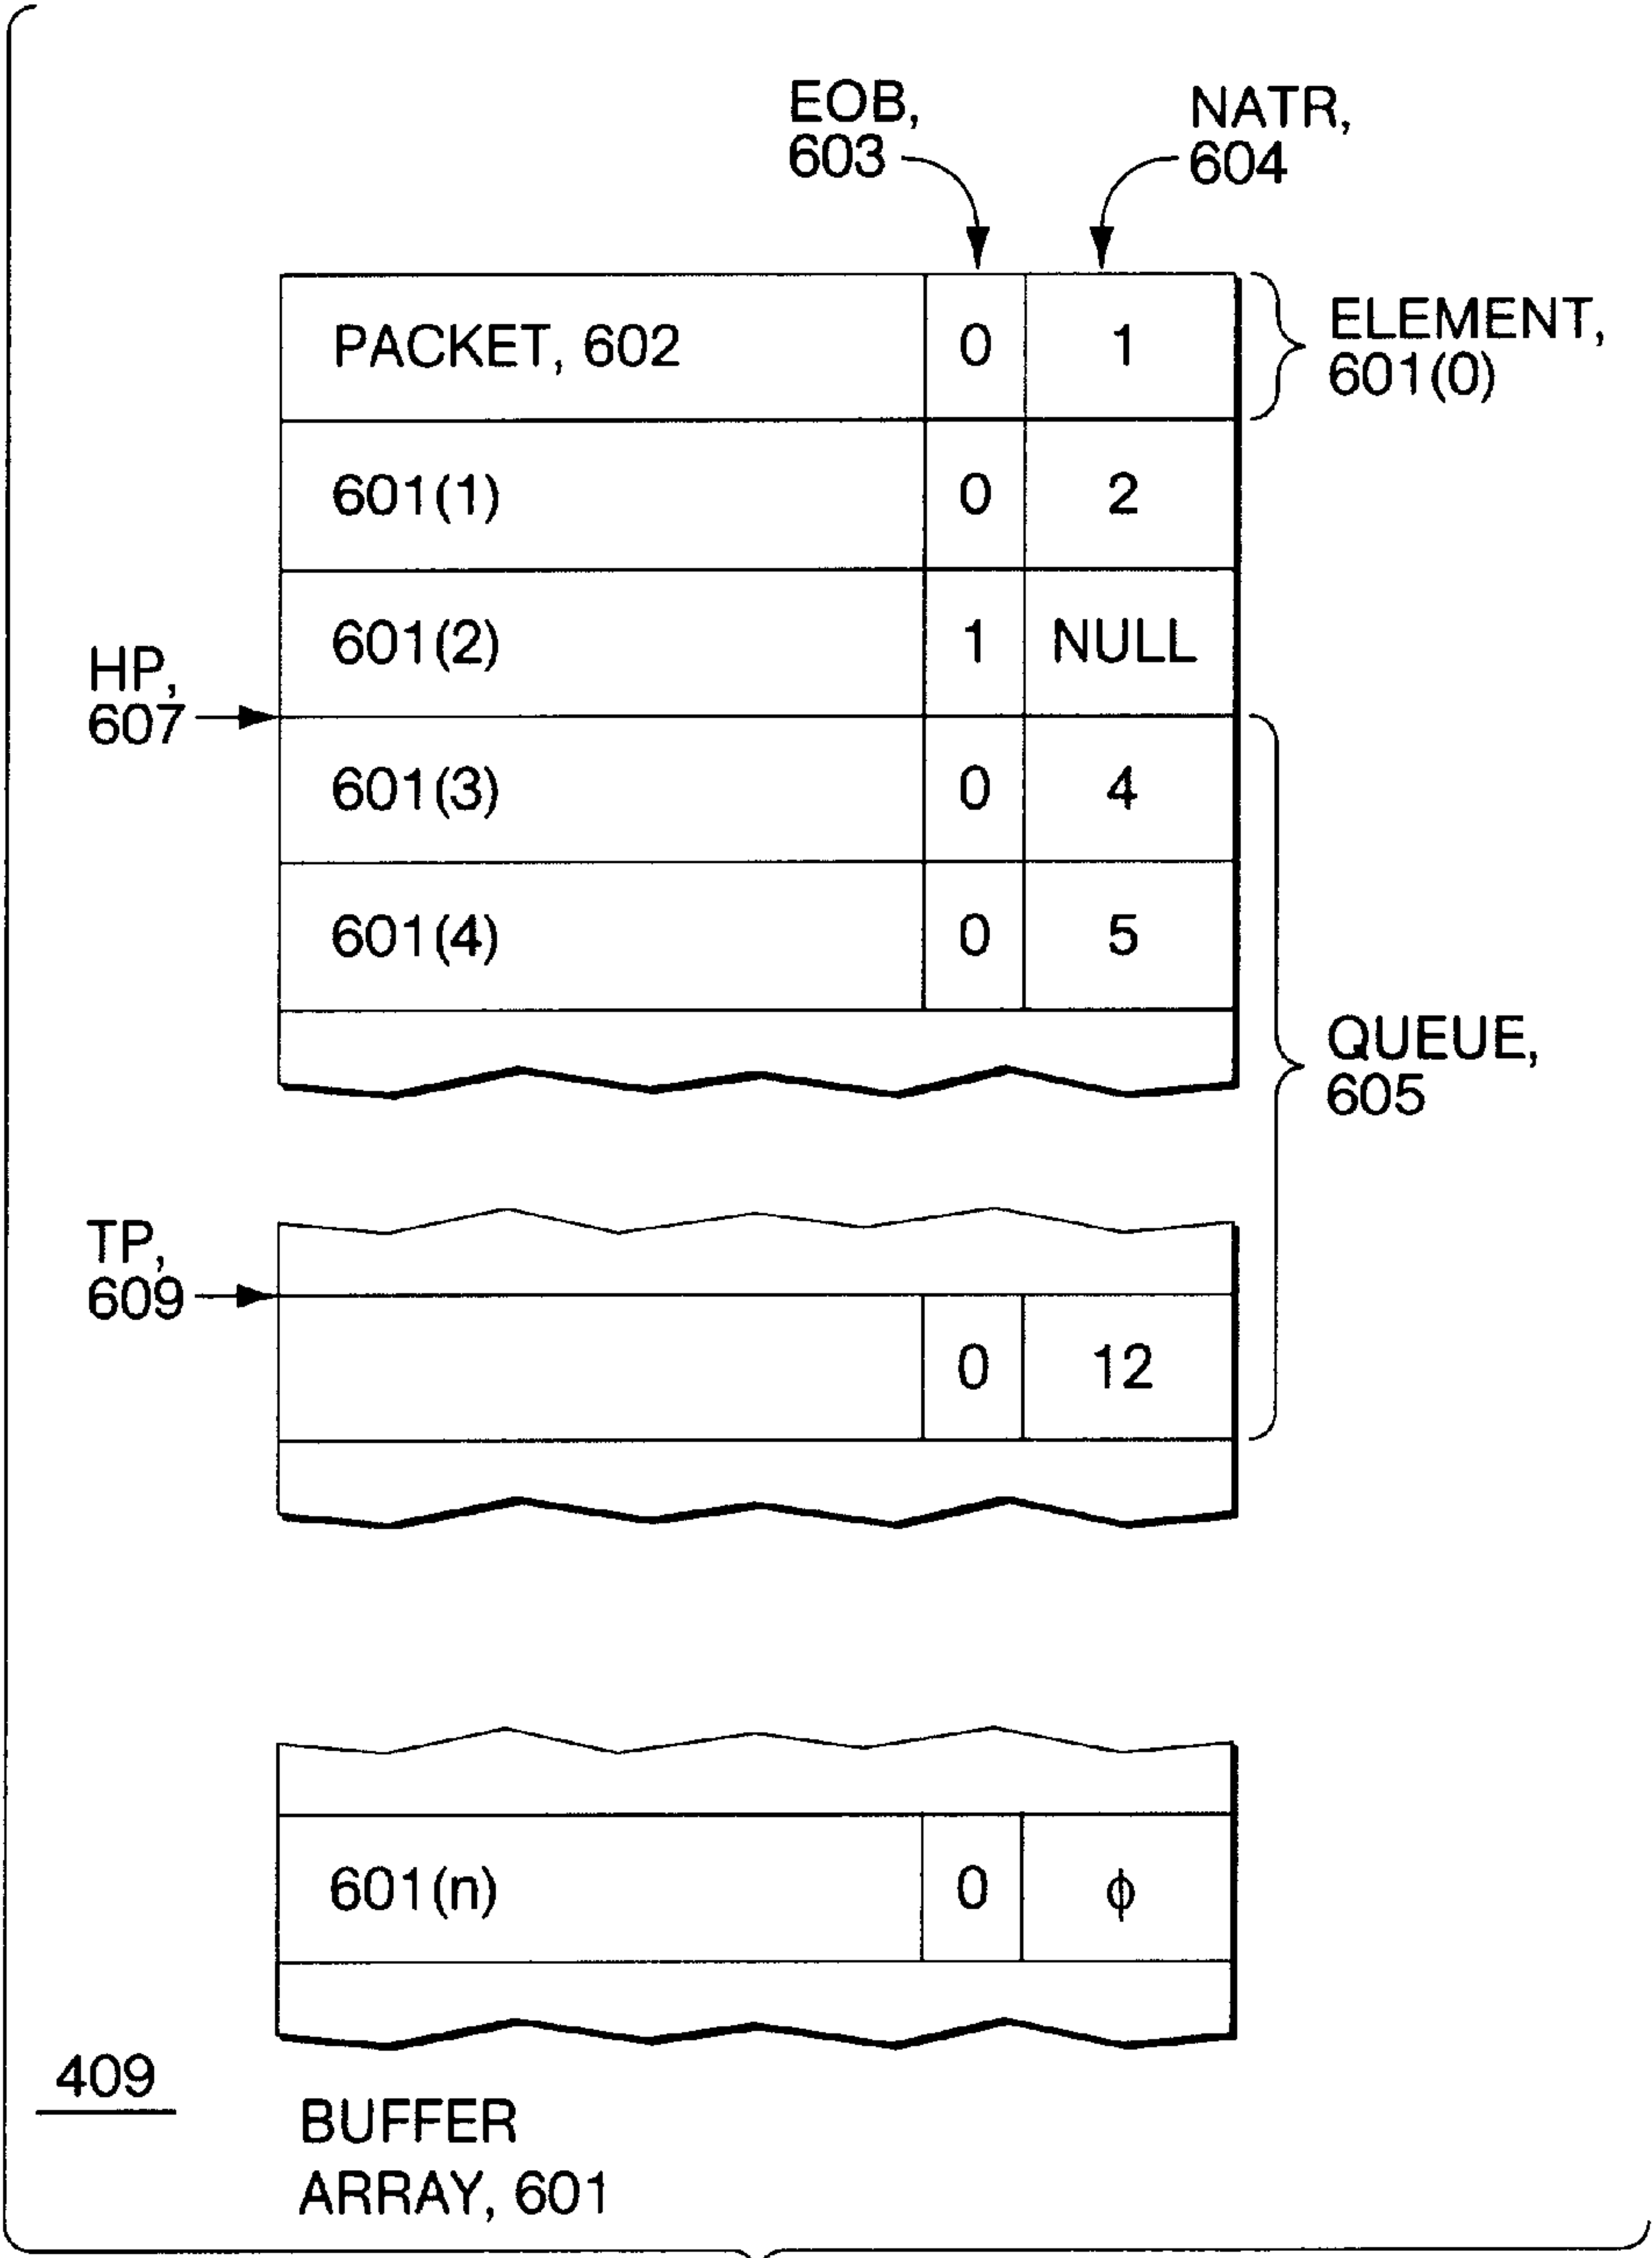 EOB,
603
NATR,
604
PACKET, 602 0 1
ELEMENT,
601(0)
601(1) 0 2
601(2) 1 NULL
HP,
607
601(3) 0 4
601(4) 0 5
QUEUE,
605
TP,
609
0 12
601(n) 0 ϕ
409
BUFFER
ARRAY, 601